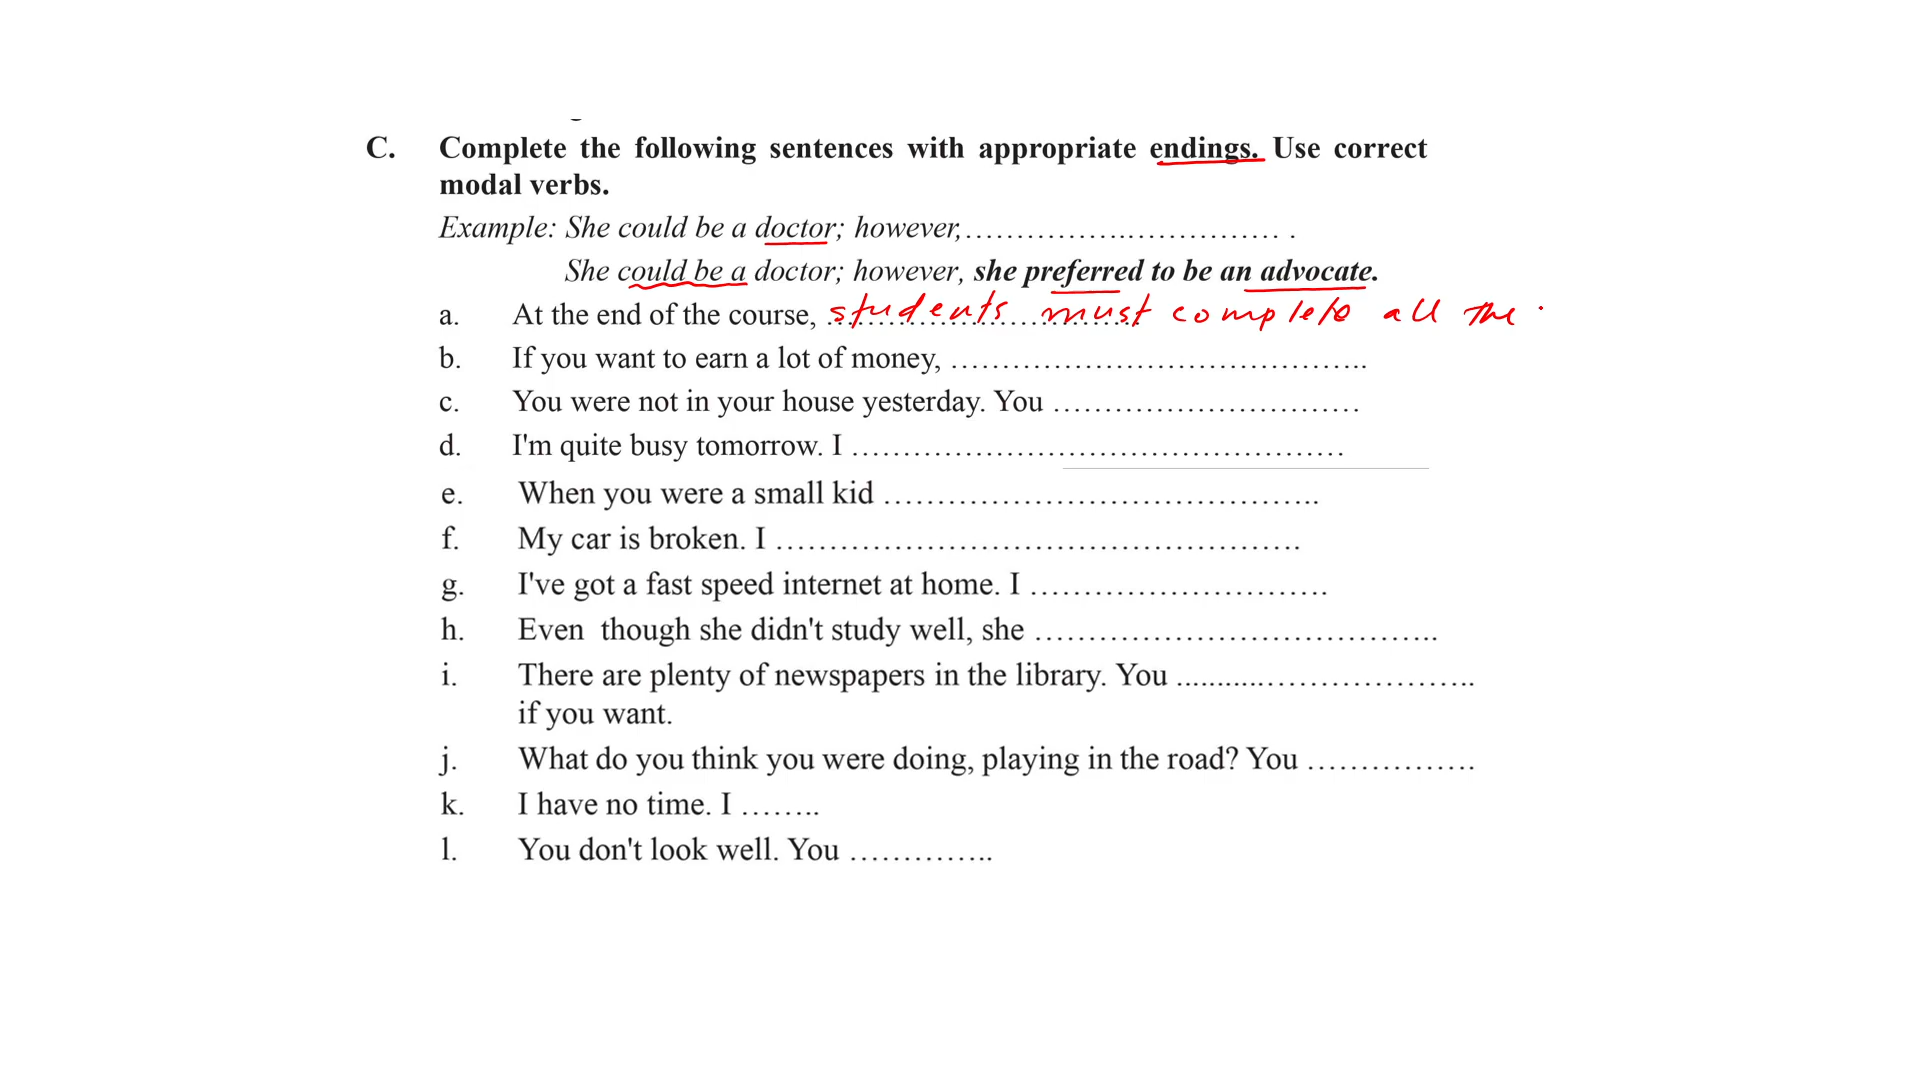 C. Complete the following sentences with appropriate endings. Use correct
modal verbs.
Example: She could be a doctor; however,................................ .
She could be a doctor; however, she preferred to be an advocate.
a. At the end of the course, ................................ students must complete all the
b. If you want to earn a lot of money, ..........................................
c. You were not in your house yesterday. You ..............................
d. I'm quite busy tomorrow. I ................................................
e. When you were a small kid ..........................................
f. My car is broken. I ...................................................
g. I've got a fast speed internet at home. I ..............................
h. Even though she didn't study well, she .......................................
i. There are plenty of newspapers in the library. You ..............................
if you want.
j. What do you think you were doing, playing in the road? You ................
k. I have no time. I ........
l. You don't look well. You ..............